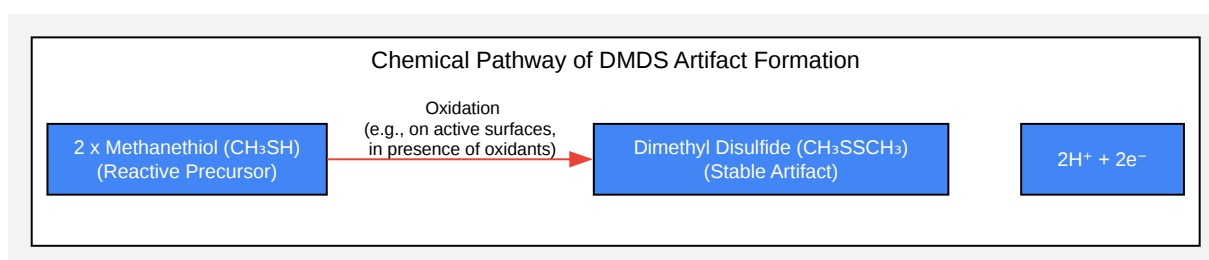 Chemical Pathway of DMDS Artifact Formation
Oxidation
(e.g., on active surfaces,
in presence of oxidants)
2 x Methanethiol (CH₃SH)
(Reactive Precursor)
Dimethyl Disulfide (CH₃SSCH₃)
(Stable Artifact)
2H⁺ + 2e⁻